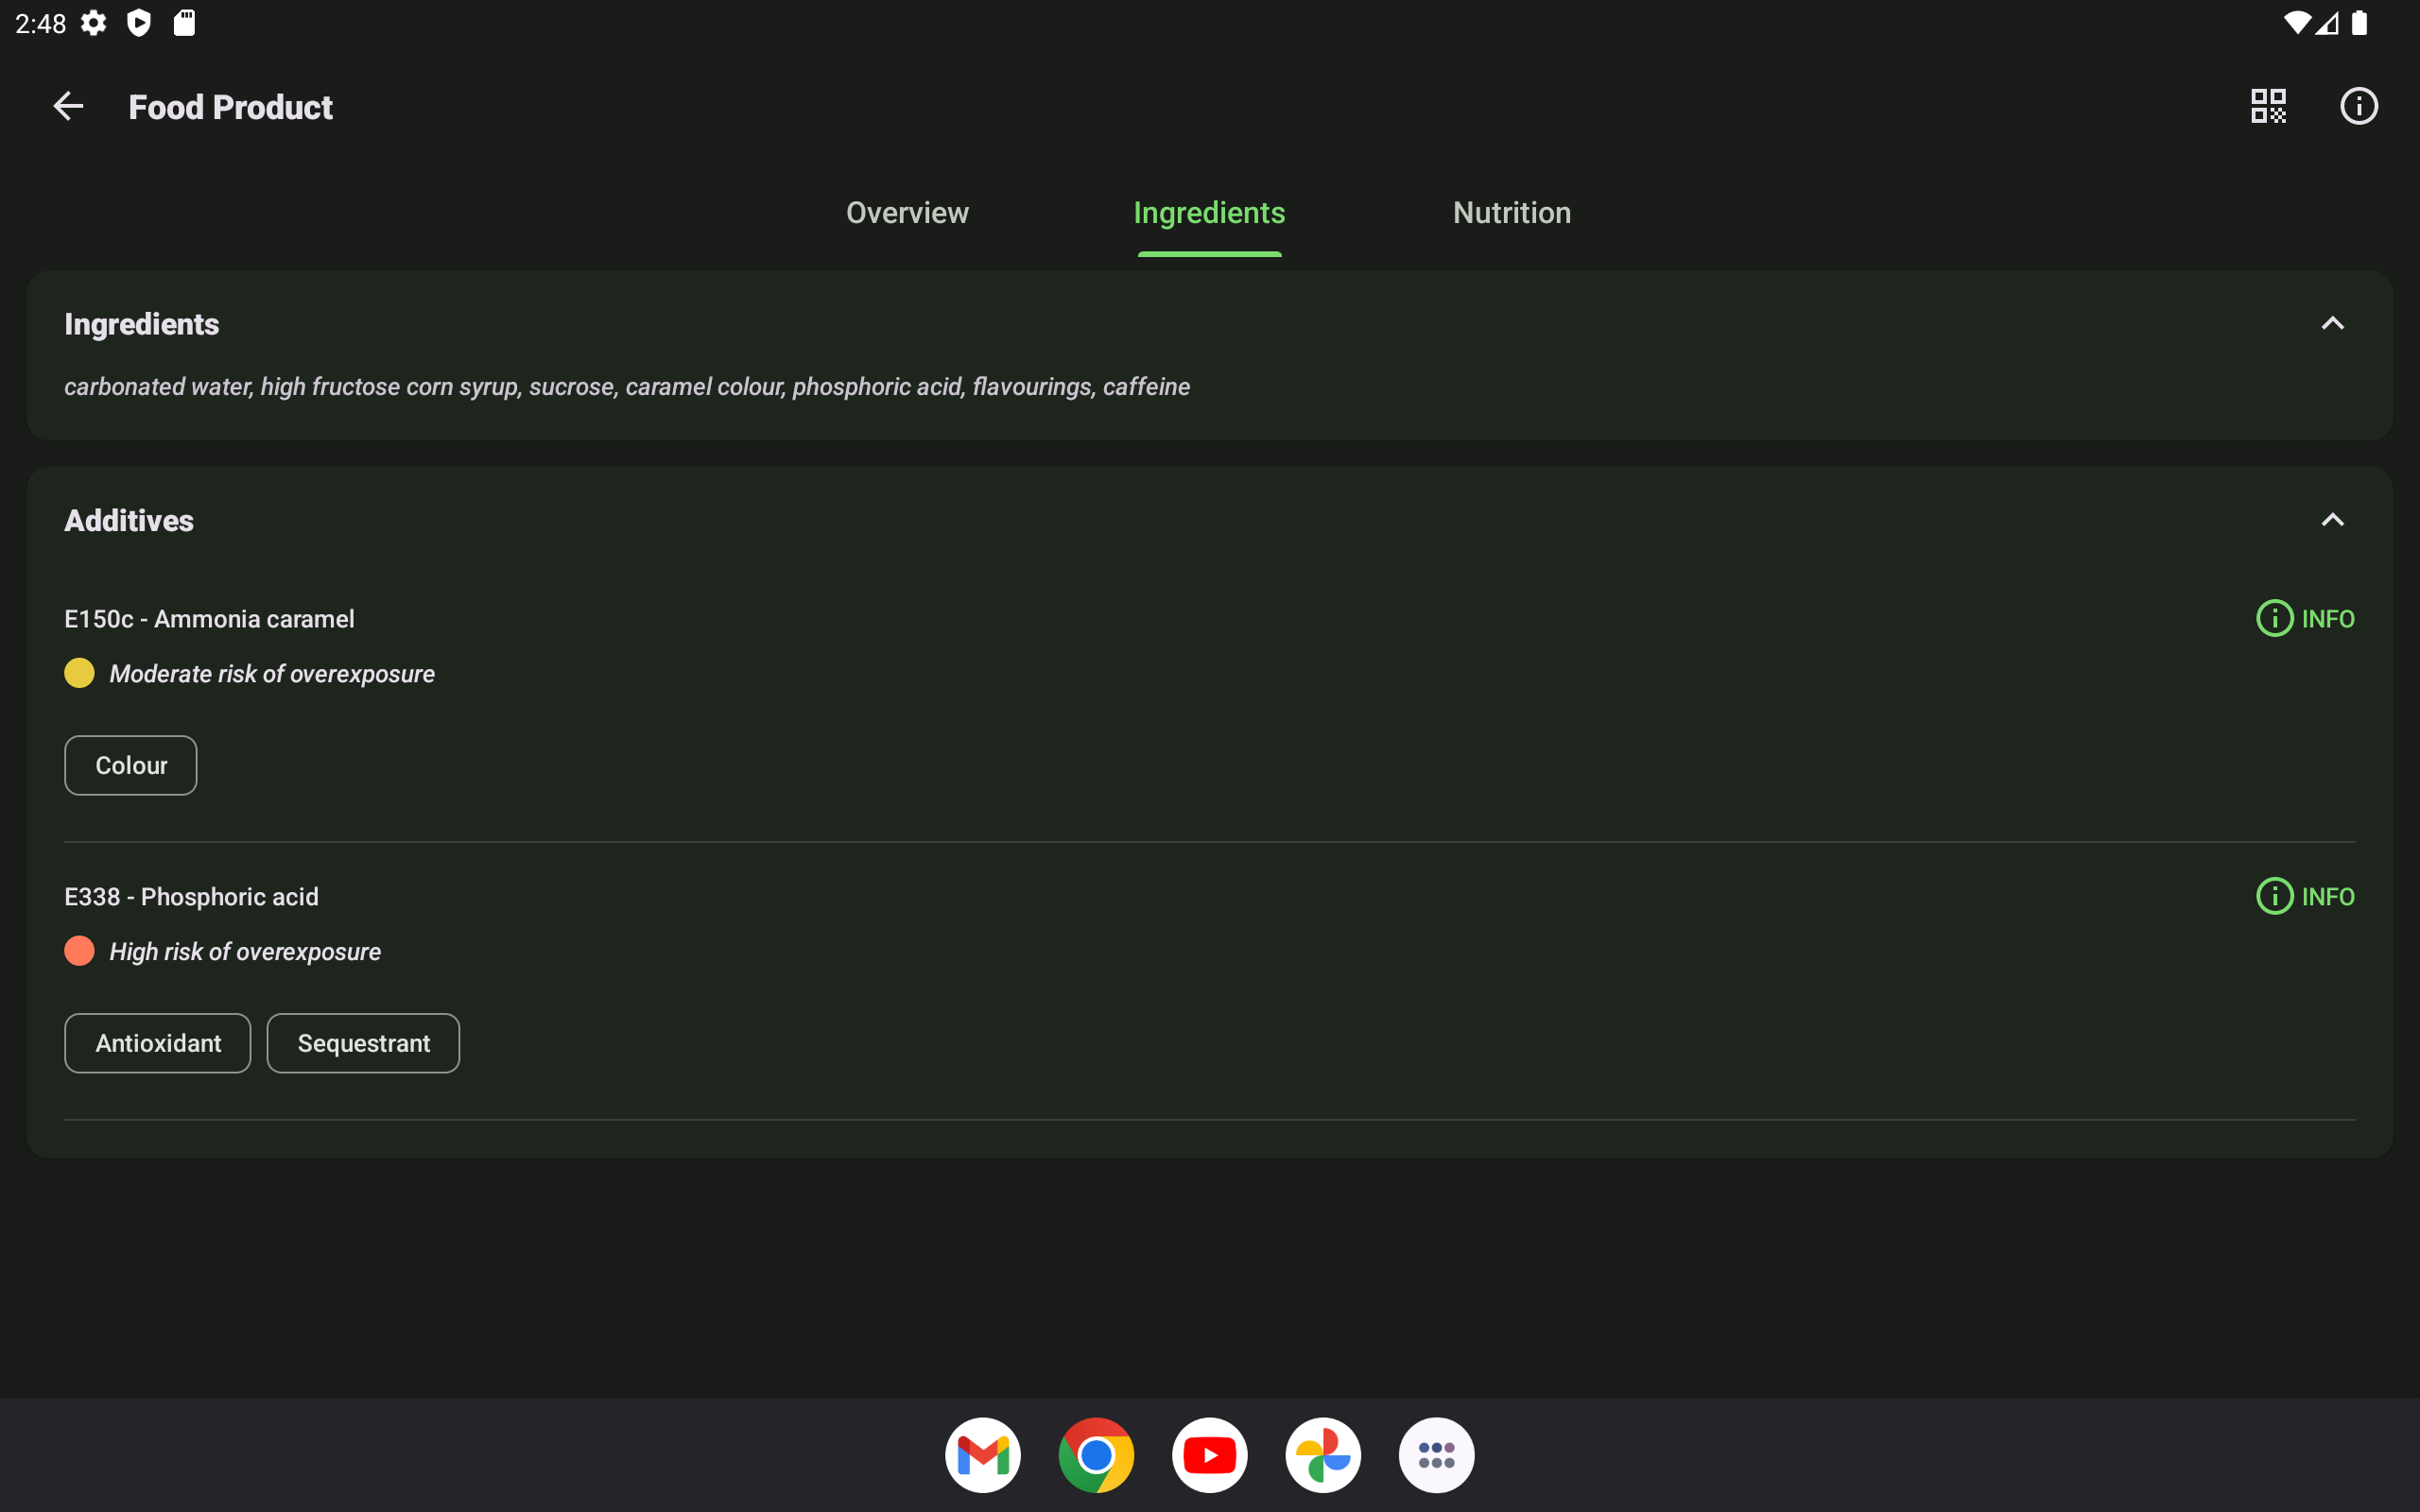 2:48
Food Product
Overview Ingredients Nutrition
Ingredients
carbonated water, high fructose corn syrup, sucrose, caramel colour, phosphoric acid, flavourings, caffeine
Additives
E150c - Ammonia caramel INFO
Moderate risk of overexposure
Colour
E338 - Phosphoric acid INFO
High risk of overexposure
Antioxidant Sequestrant